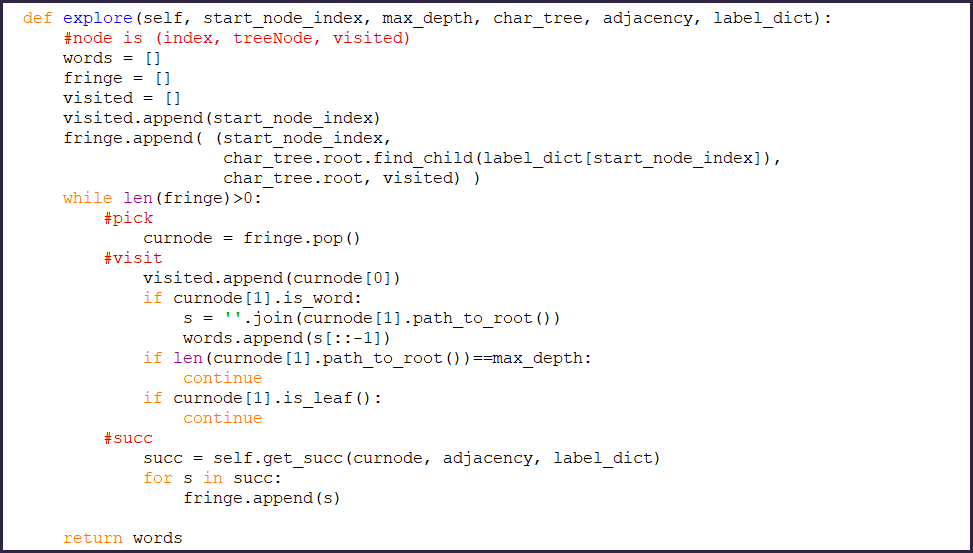 def explore(self, start_node_index, max_depth, char_tree, adjacency, label_dict):
    #node is (index, treeNode, visited)
    words = []
    fringe = []
    visited = []
    visited.append(start_node_index)
    fringe.append( (start_node_index,
                    char_tree.root.find_child(label_dict[start_node_index]),
                    char_tree.root, visited) )
    while len(fringe)>0:
        #pick
            curnode = fringe.pop()
        #visit
            visited.append(curnode[0])
            if curnode[1].is_word:
                s = ''.join(curnode[1].path_to_root())
                words.append(s[::-1])
            if len(curnode[1].path_to_root())==max_depth:
                continue
            if curnode[1].is_leaf():
                continue
        #succ
            succ = self.get_succ(curnode, adjacency, label_dict)
            for s in succ:
                fringe.append(s)

    return words